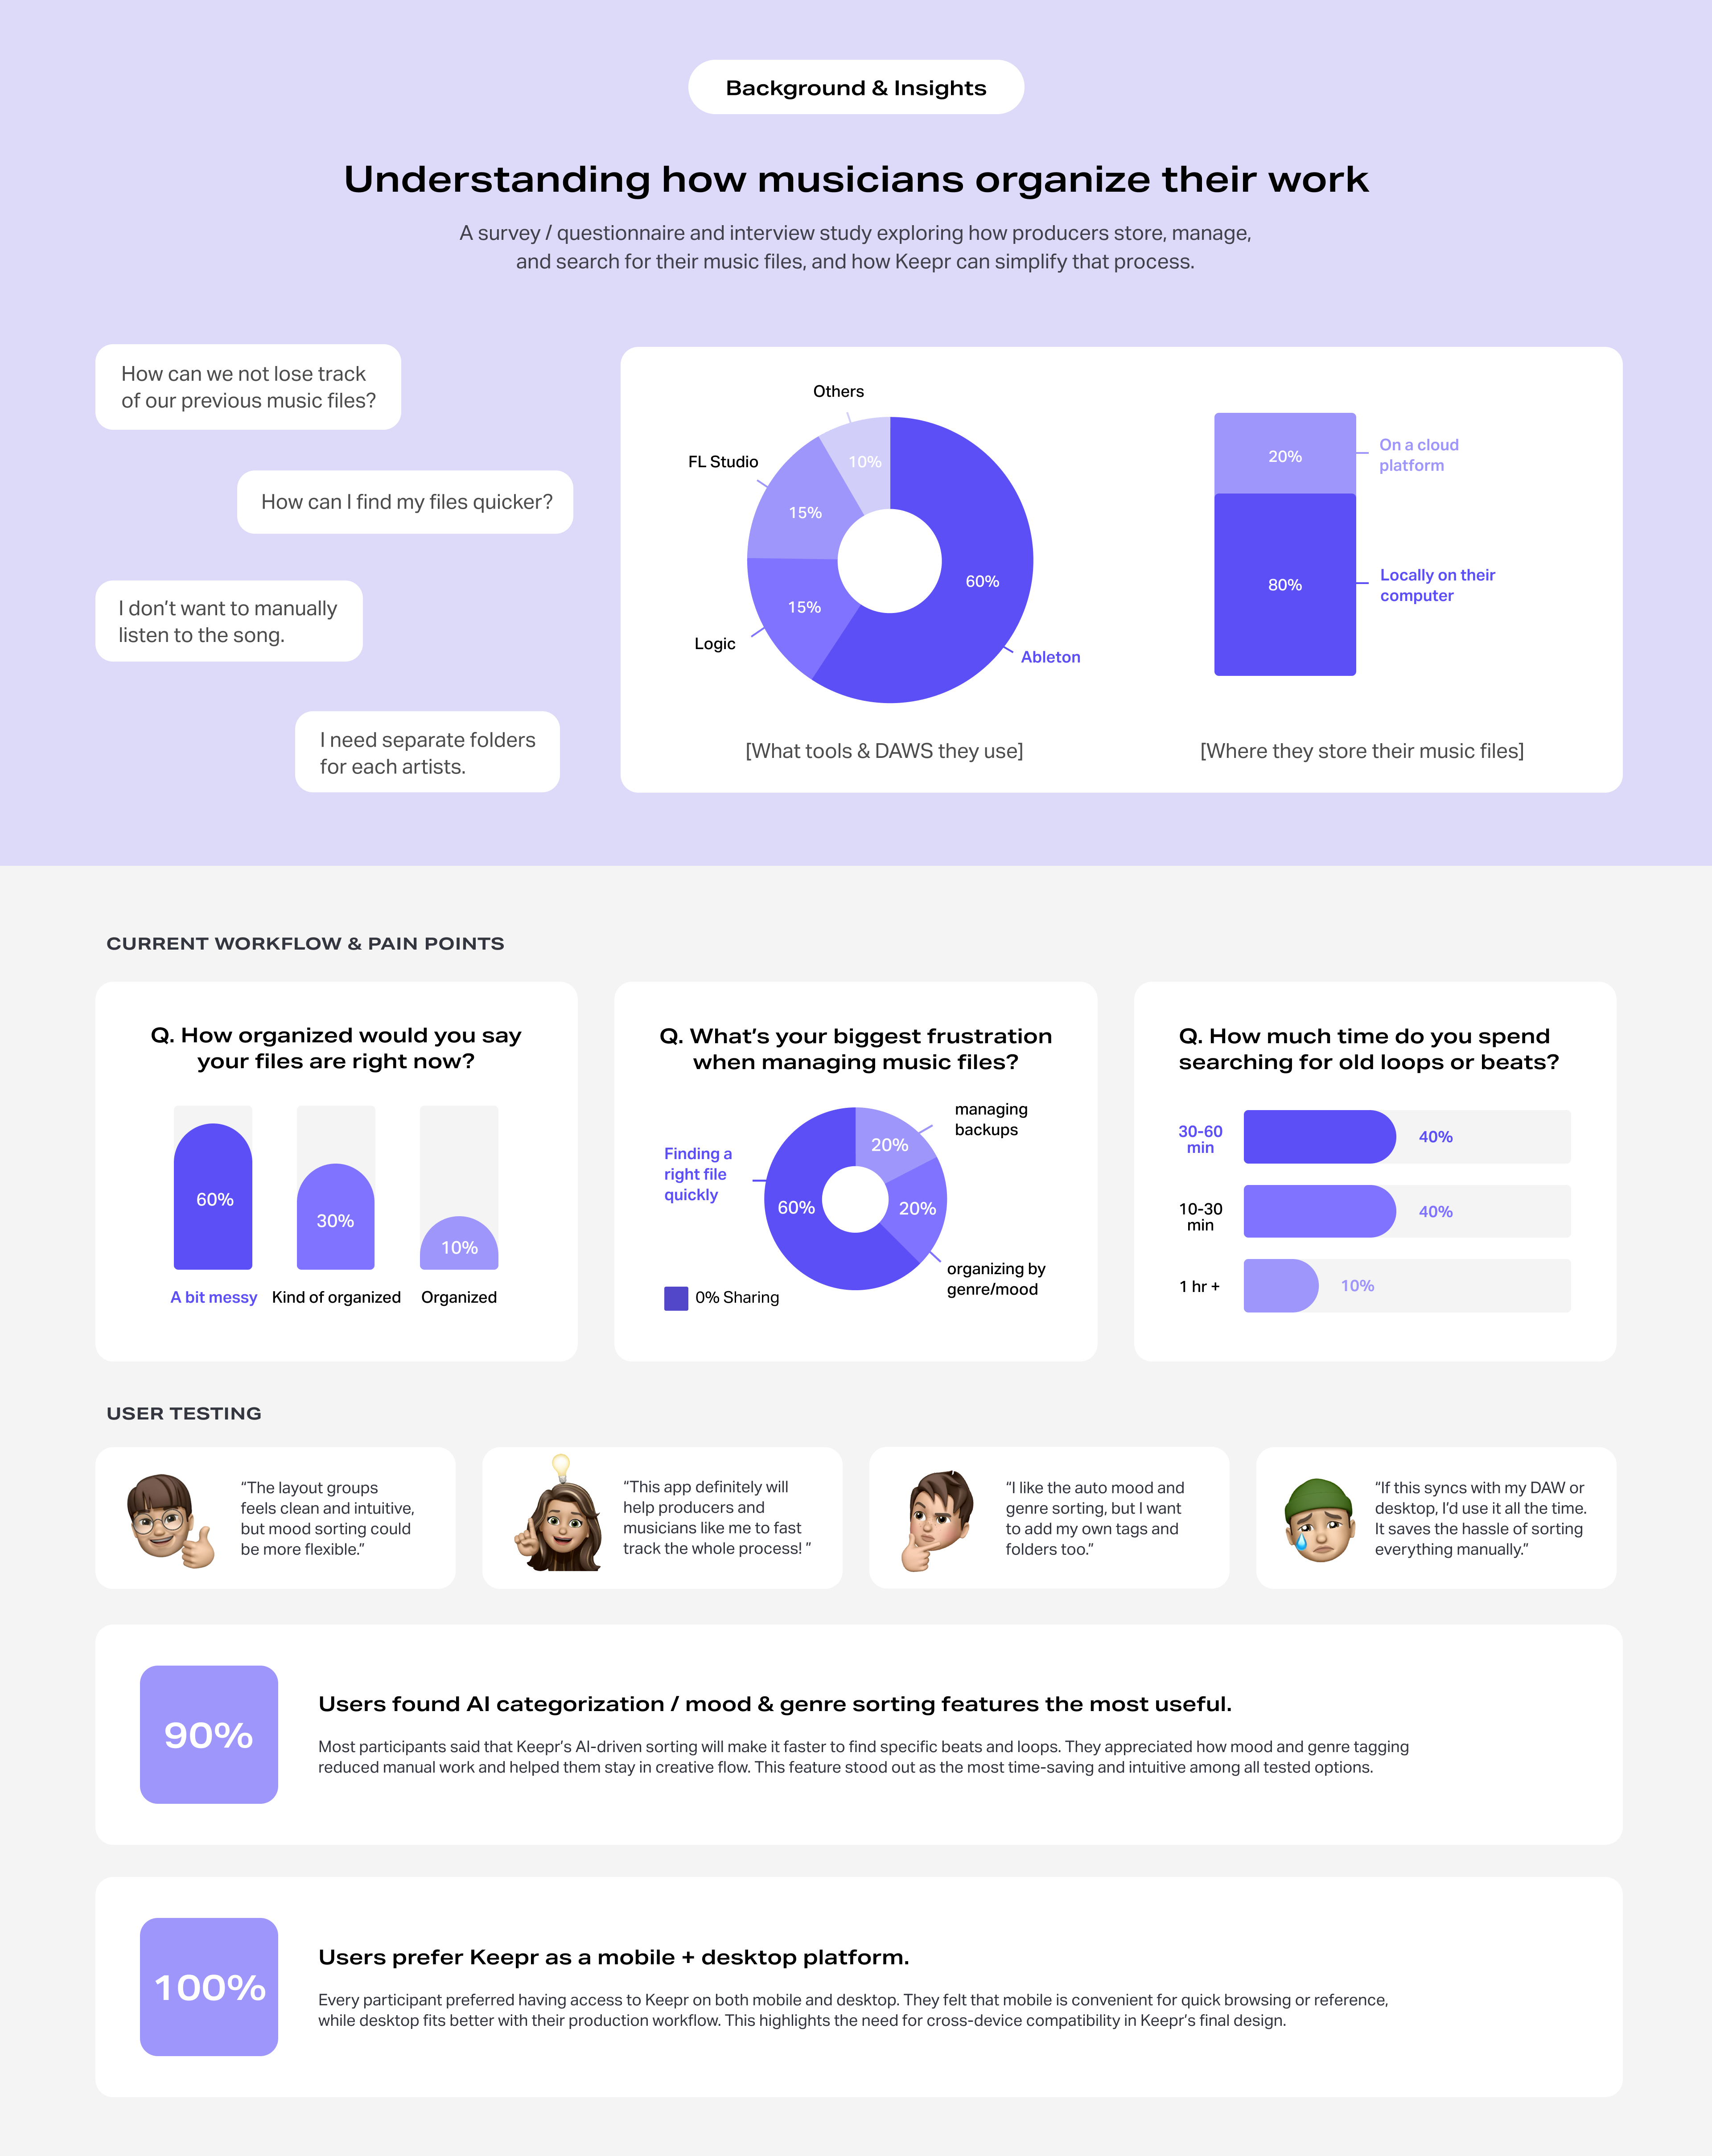 Background & Insights
Understanding how musicians organize their work
A survey / questionnaire and interview study exploring how producers store, manage,
and search for their music files, and how Keepr can simplify that process.
How can we not lose track
of our previous music files?
How can I find my files quicker?
I don't want to manually
listen to the song.
I need separate folders
for each artists.
Others
10%
FL Studio
15%
15%
Logic
60%
Ableton
[What tools & DAWS they use]
20%
On a cloud
platform
80%
Locally on their
computer
[Where they store their music files]
CURRENT WORKFLOW & PAIN POINTS
Q. How organized would you say
your files are right now?
60%
30%
10%
A bit messy
Kind of organized
Organized
Q. What's your biggest frustration
when managing music files?
managing
backups
20%
Finding a
right file
quickly
60%
20%
organizing by
genre/mood
0% Sharing
Q. How much time do you spend
searching for old loops or beats?
30-60
min
40%
10-30
min
40%
1 hr +
10%
USER TESTING
“The layout groups
feels clean and intuitive,
but mood sorting could
be more flexible.”
“This app definitely will
help producers and
musicians like me to fast
track the whole process! ”
“I like the auto mood and
genre sorting, but I want
to add my own tags and
folders too.”
“If this syncs with my DAW or
desktop, I'd use it all the time.
It saves the hassle of sorting
everything manually.”
90%
Users found AI categorization / mood & genre sorting features the most useful.
Most participants said that Keepr's AI-driven sorting will make it faster to find specific beats and loops. They appreciated how mood and genre tagging
reduced manual work and helped them stay in creative flow. This feature stood out as the most time-saving and intuitive among all tested options.
100%
Users prefer Keepr as a mobile + desktop platform.
Every participant preferred having access to Keepr on both mobile and desktop. They felt that mobile is convenient for quick browsing or reference,
while desktop fits better with their production workflow. This highlights the need for cross-device compatibility in Keepr's final design.